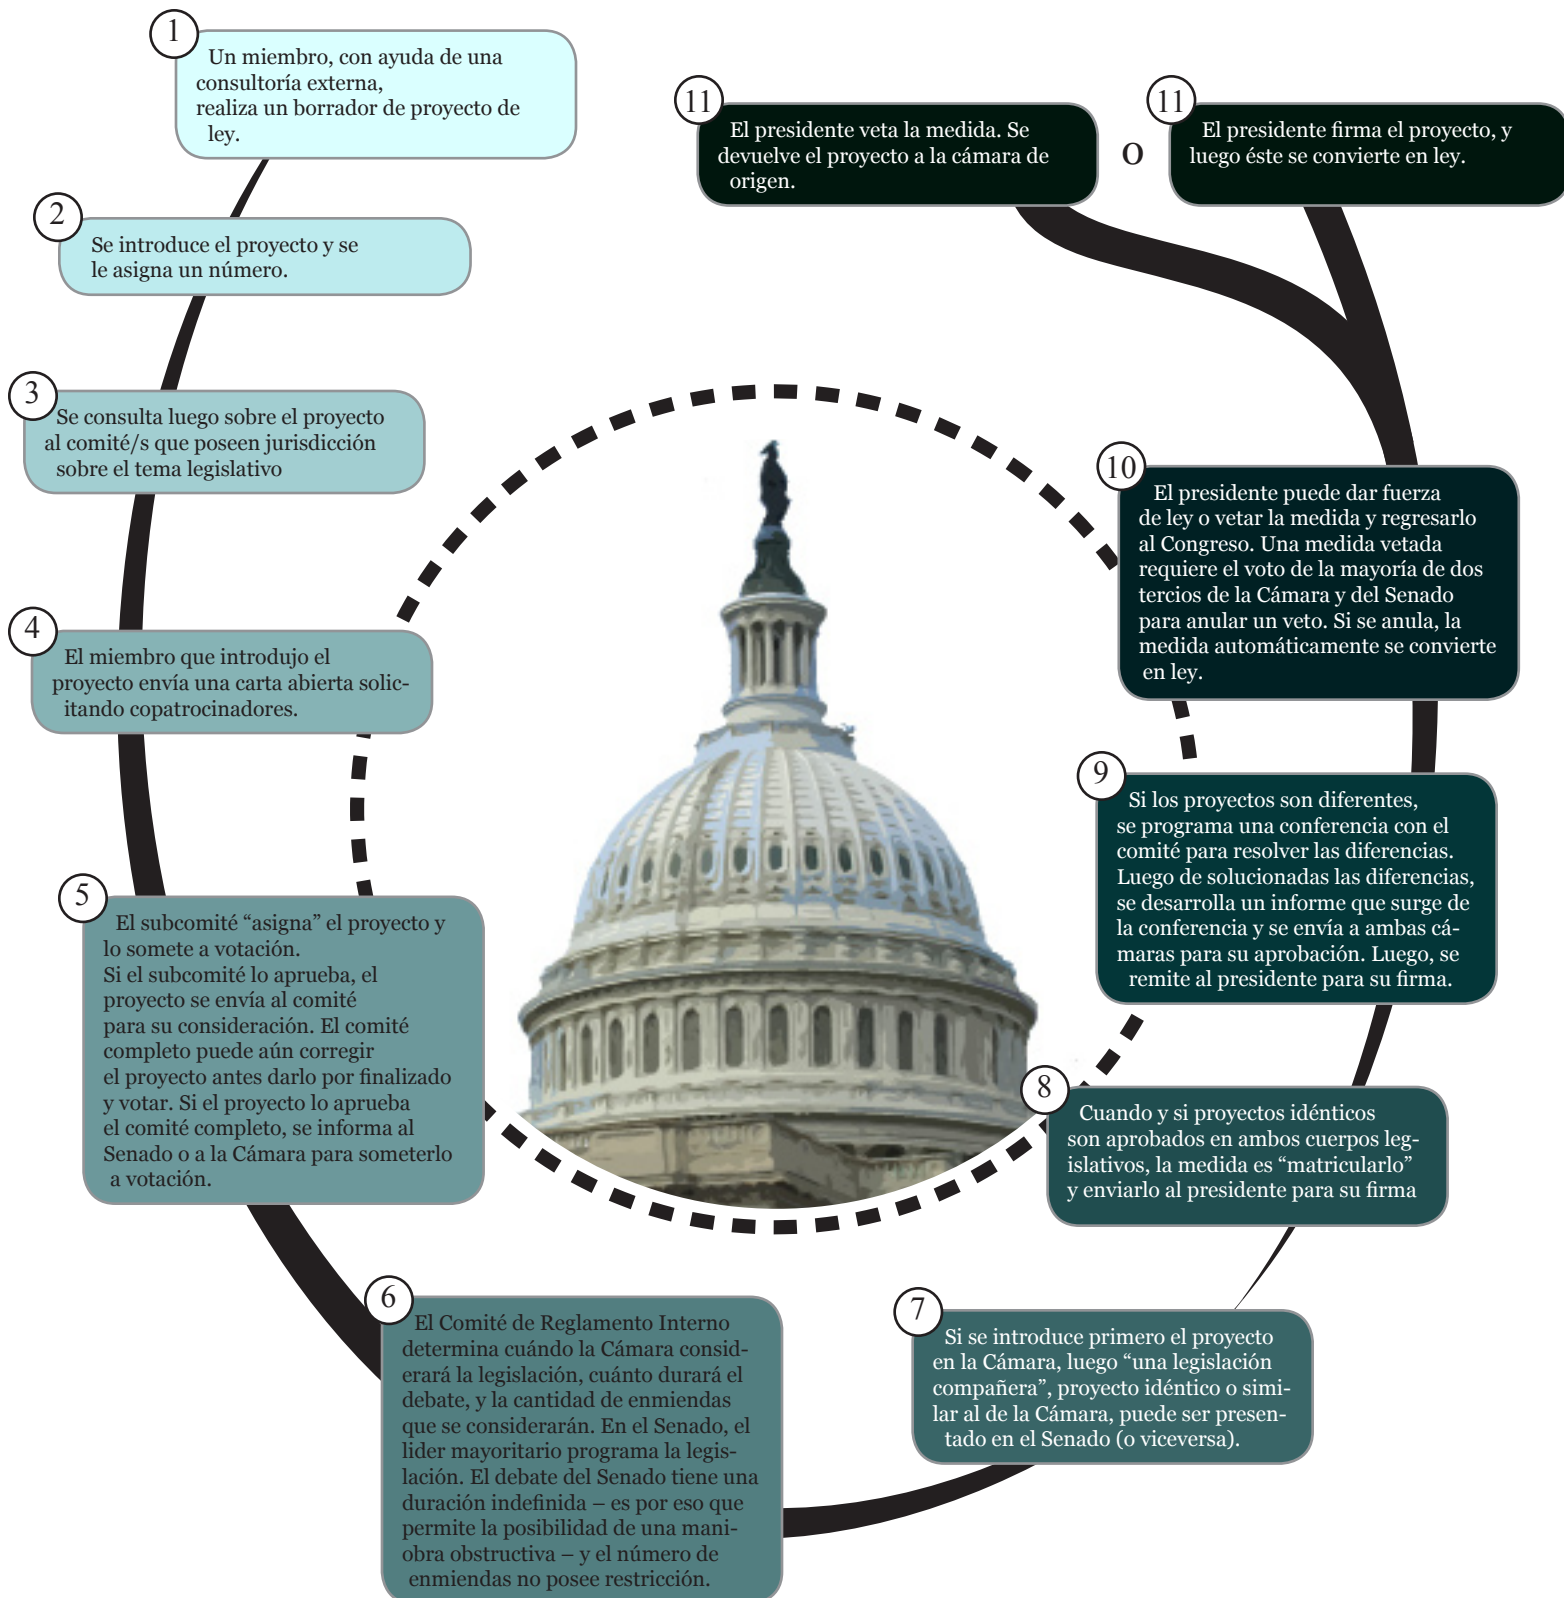 1
Un miembro, con ayuda de una
consultoría externa,
realiza un borrador de proyecto de
ley.
2
Se introduce el proyecto y se
le asigna un número.
3
Se consulta luego sobre el proyecto
al comité/s que poseen jurisdicción
sobre el tema legislativo
4
El miembro que introdujo el
proyecto envía una carta abierta solic-
itando copatrocinadores.
5
El subcomité “asigna” el proyecto y
lo somete a votación.
Si el subcomité lo aprueba, el
proyecto se envía al comité
para su consideración. El comité
completo puede aún corregir
el proyecto antes darlo por finalizado
y votar. Si el proyecto lo aprueba
el comité completo, se informa al
Senado o a la Cámara para someterlo
a votación.
6
El Comité de Reglamento Interno
determina cuándo la Cámara consid-
erará la legislación, cuánto durará el
debate, y la cantidad de enmiendas
que se considerarán. En el Senado, el
lider mayoritario programa la legis-
lación. El debate del Senado tiene una
duración indefinida – es por eso que
permite la posibilidad de una mani-
obra obstructiva – y el número de
enmiendas no posee restricción.
7
Si se introduce primero el proyecto
en la Cámara, luego “una legislación
compañera”, proyecto idéntico o simi-
lar al de la Cámara, puede ser presen-
tado en el Senado (o viceversa).
8
Cuando y si proyectos idénticos
son aprobados en ambos cuerpos leg-
islativos, la medida es “matricularlo”
y enviarlo al presidente para su firma
9
Si los proyectos son diferentes,
se programa una conferencia con el
comité para resolver las diferencias.
Luego de solucionadas las diferencias,
se desarrolla un informe que surge de
la conferencia y se envía a ambas cá-
maras para su aprobación. Luego, se
remite al presidente para su firma.
10
El presidente puede dar fuerza
de ley o vetar la medida y regresarlo
al Congreso. Una medida vetada
requiere el voto de la mayoría de dos
tercios de la Cámara y del Senado
para anular un veto. Si se anula, la
medida automáticamente se convierte
en ley.
11
El presidente veta la medida. Se
devuelve el proyecto a la cámara de
origen.
o
11
El presidente firma el proyecto, y
luego éste se convierte en ley.